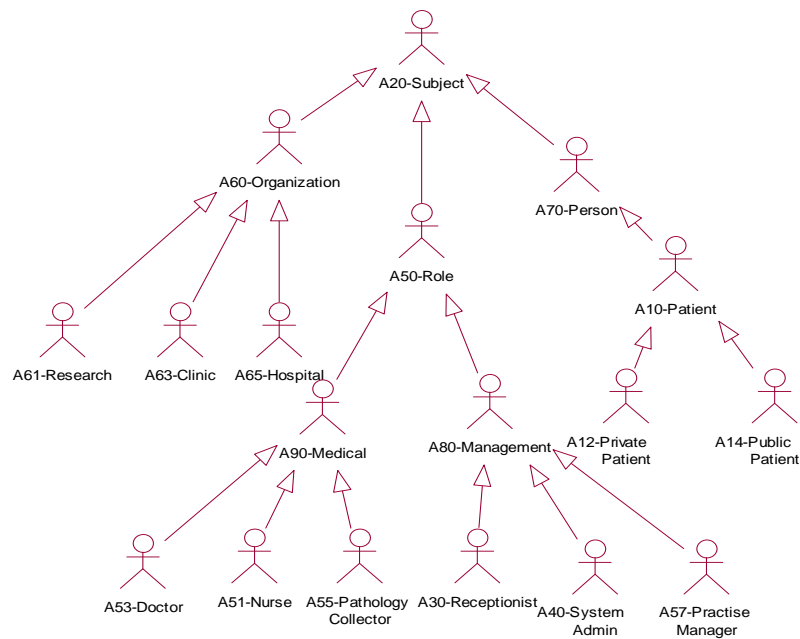 A20-Subject
A60-Organization
A70-Person
A50-Role
A10-Patient
A61-Research
A63-Clinic
A65-Hospital
A90-Medical
A80-Management
A12-Private
Patient
A14-Public
Patient
A53-Doctor
A51-Nurse
A55-Pathology
Collector
A30-Receptionist
A40-System
Admin
A57-Practise
Manager